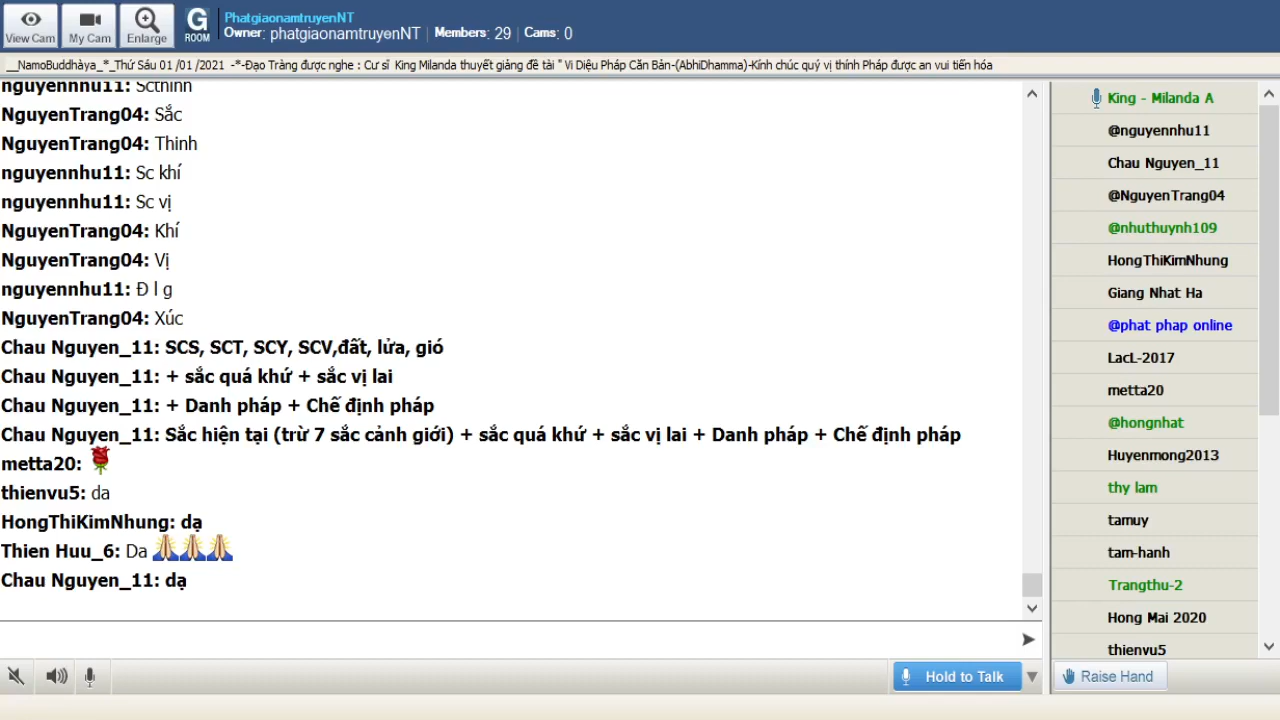 View Cam
My Cam
Enlarge
G
ROOM
PhatgiaonamtruyenNT
Owner: phatgiaonamtruyenNT | Members: 29 | Cams: 0
__NamoBuddhàya_*_Thứ Sáu 01 /01 /2021 -*-Đạo Tràng được nghe : Cư sĩ King Milanda thuyết giảng đề tài " Vi Diệu Pháp Căn Bản-(AbhiDhamma)-Kính chúc quý vị thính Pháp được an vui tiến hóa
nguyennhu11: Scthinh
NguyenTrang04: Sắc
NguyenTrang04: Thinh
nguyennhu11: Sc khí
nguyennhu11: Sc vị
NguyenTrang04: Khí
NguyenTrang04: Vị
nguyennhu11: Đ l g
NguyenTrang04: Xúc
Chau Nguyen_11: SCS, SCT, SCY, SCV,đất, lửa, gió
Chau Nguyen_11: + sắc quá khứ + sắc vị lai
Chau Nguyen_11: + Danh pháp + Chế định pháp
Chau Nguyen_11: Sắc hiện tại (trừ 7 sắc cảnh giới) + sắc quá khứ + sắc vị lai + Danh pháp + Chế định pháp
metta20:
thienvu5: da
HongThiKimNhung: dạ
Thien Huu_6: Da
Chau Nguyen_11: dạ
Hold to Talk
King - Milanda A
@nguyennhu11
Chau Nguyen_11
@NguyenTrang04
@nhuthuynh109
HongThiKimNhung
Giang Nhat Ha
@phat phap online
LacL-2017
metta20
@hongnhat
Huyenmong2013
thy lam
tamuy
tam-hanh
Trangthu-2
Hong Mai 2020
thienvu5
Raise Hand